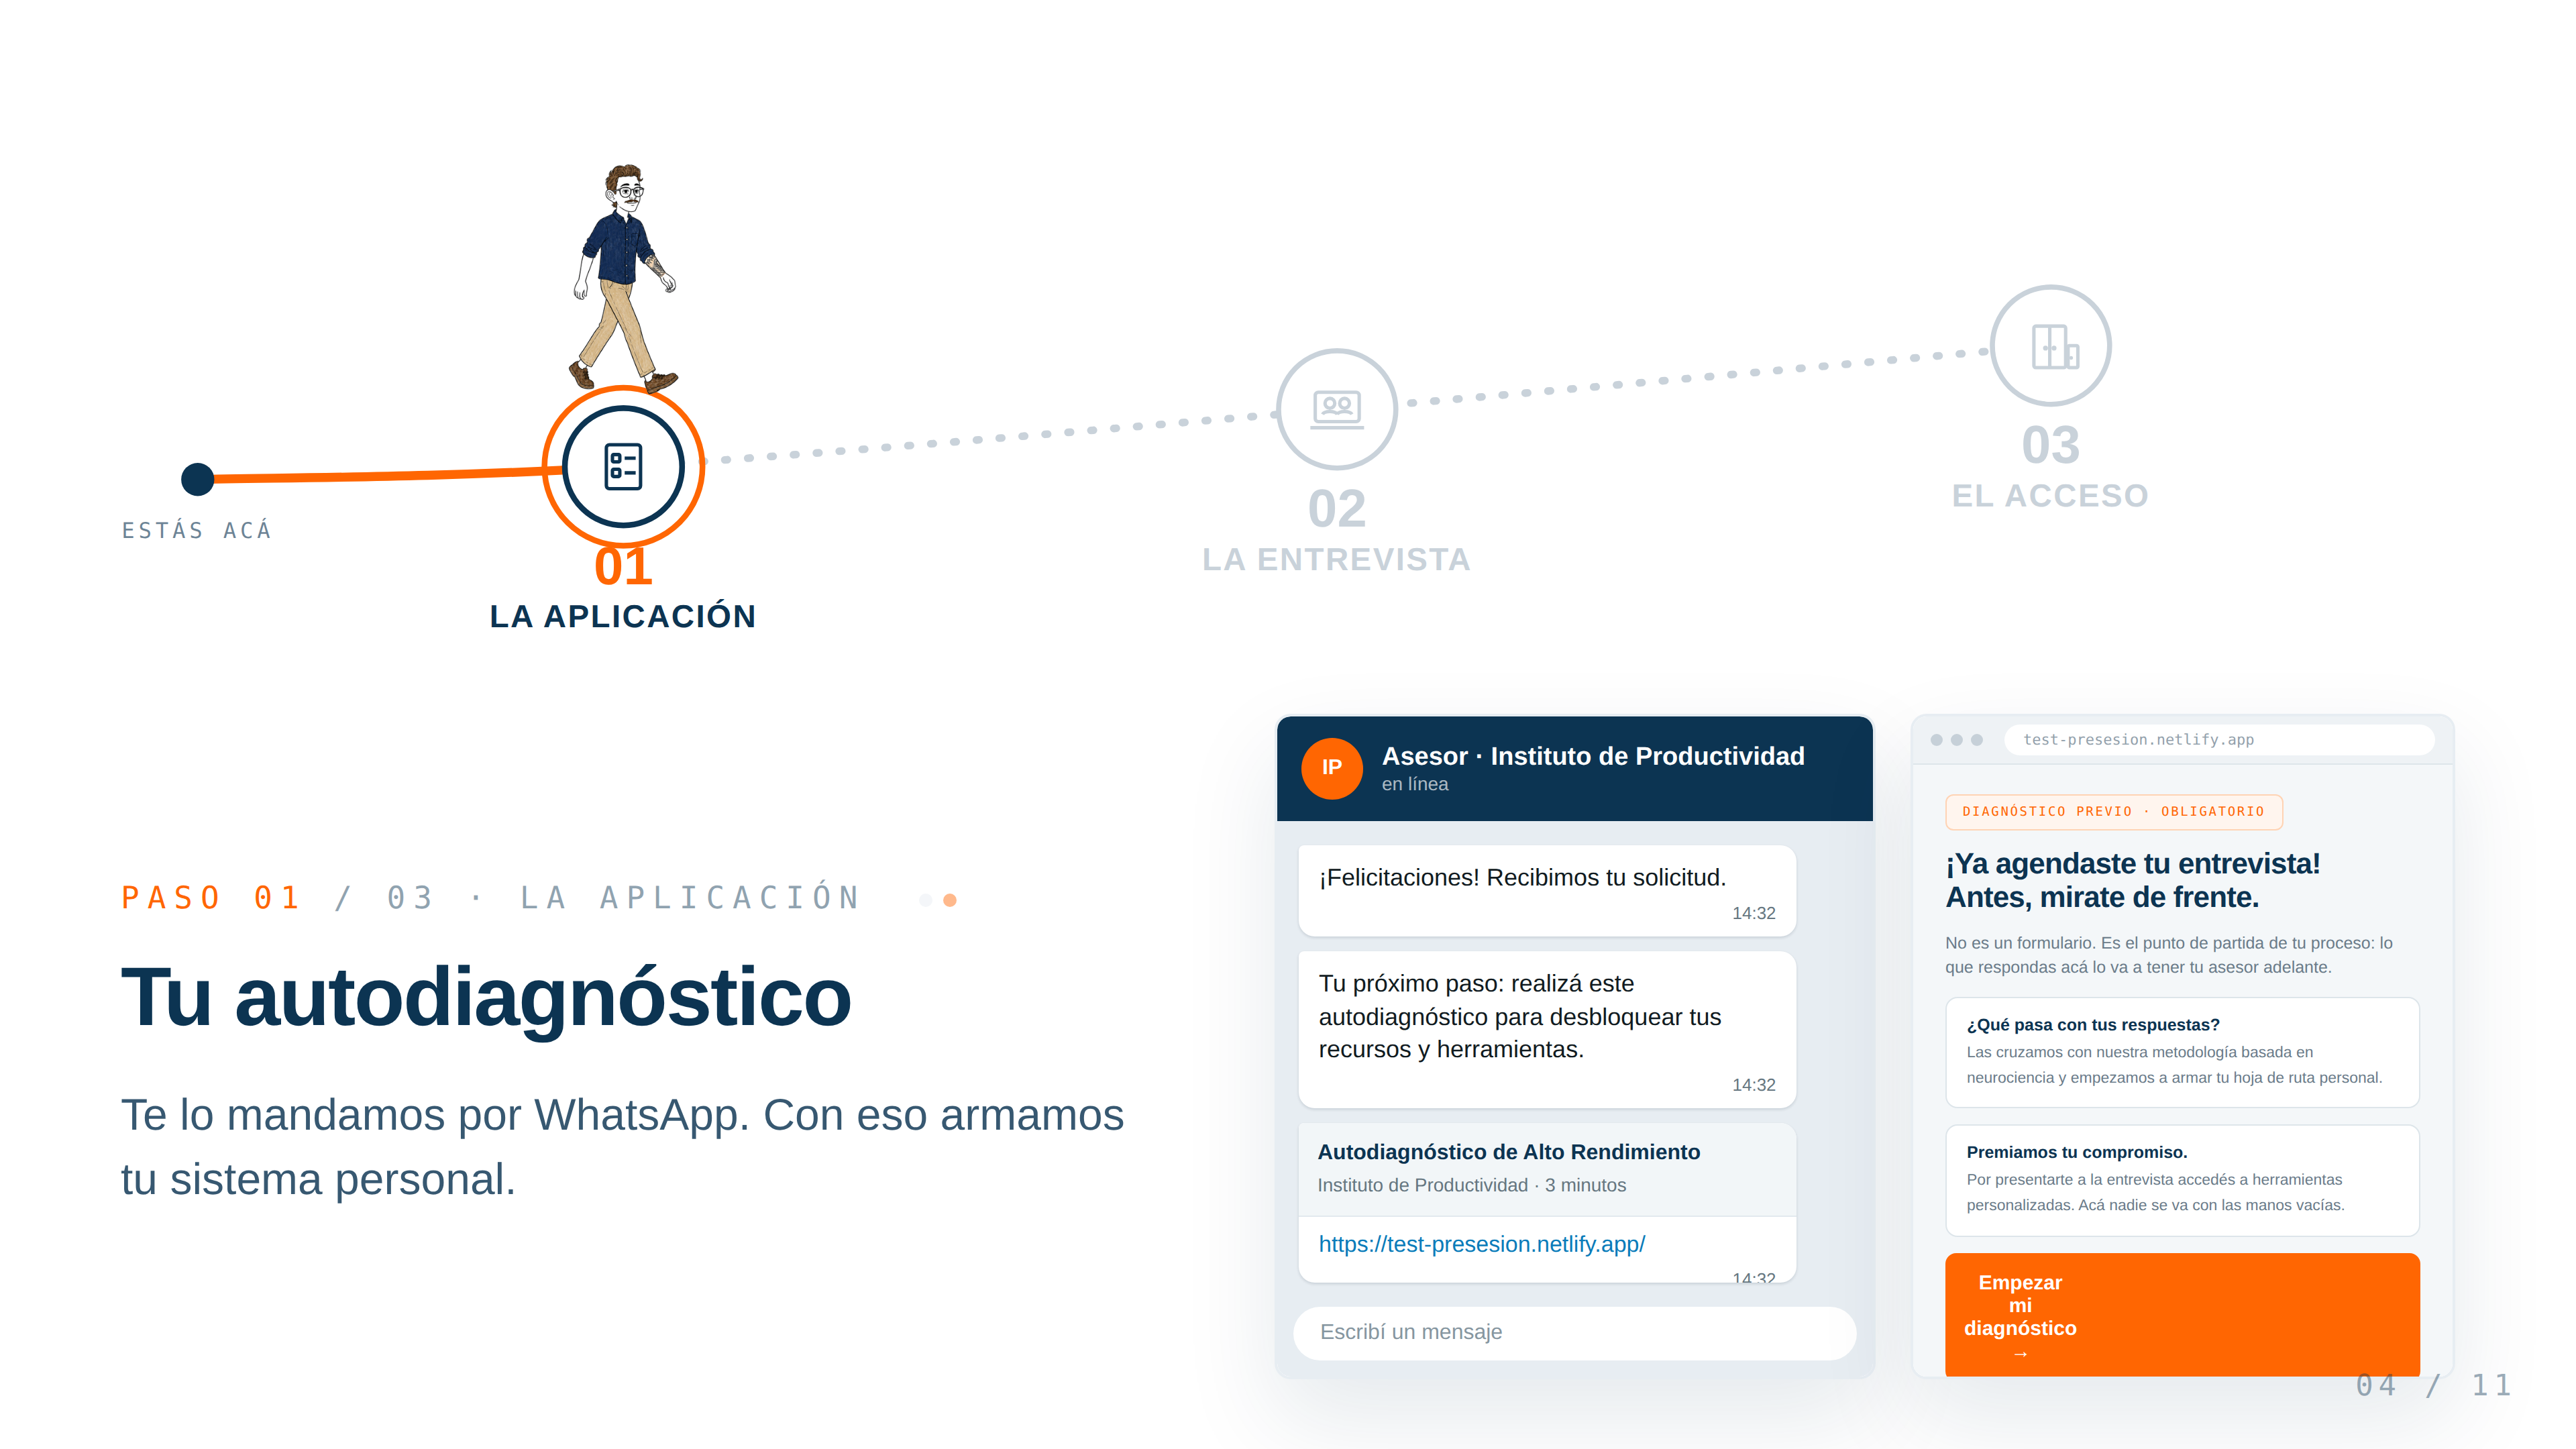 ESTÁS ACÁ
01
LA APLICACIÓN
02
LA ENTREVISTA
03
EL ACCESO
PASO 01 / 03 · LA APLICACIÓN
Tu autodiagnóstico
Te lo mandamos por WhatsApp. Con eso armamos
tu sistema personal.
IP
Asesor · Instituto de Productividad
en línea
¡Felicitaciones! Recibimos tu solicitud.
14:32
Tu próximo paso: realizá este
autodiagnóstico para desbloquear tus
recursos y herramientas.
14:32
Autodiagnóstico de Alto Rendimiento
Instituto de Productividad · 3 minutos
https://test-presesion.netlify.app/
14:32
Escribí un mensaje
test-presesion.netlify.app
DIAGNÓSTICO PREVIO · OBLIGATORIO
¡Ya agendaste tu entrevista!
Antes, mirate de frente.
No es un formulario. Es el punto de partida de tu proceso: lo
que respondas acá lo va a tener tu asesor adelante.
¿Qué pasa con tus respuestas?
Las cruzamos con nuestra metodología basada en
neurociencia y empezamos a armar tu hoja de ruta personal.
Premiamos tu compromiso.
Por presentarte a la entrevista accedés a herramientas
personalizadas. Acá nadie se va con las manos vacías.
Empezar
mi
diagnóstico
→
04 / 11